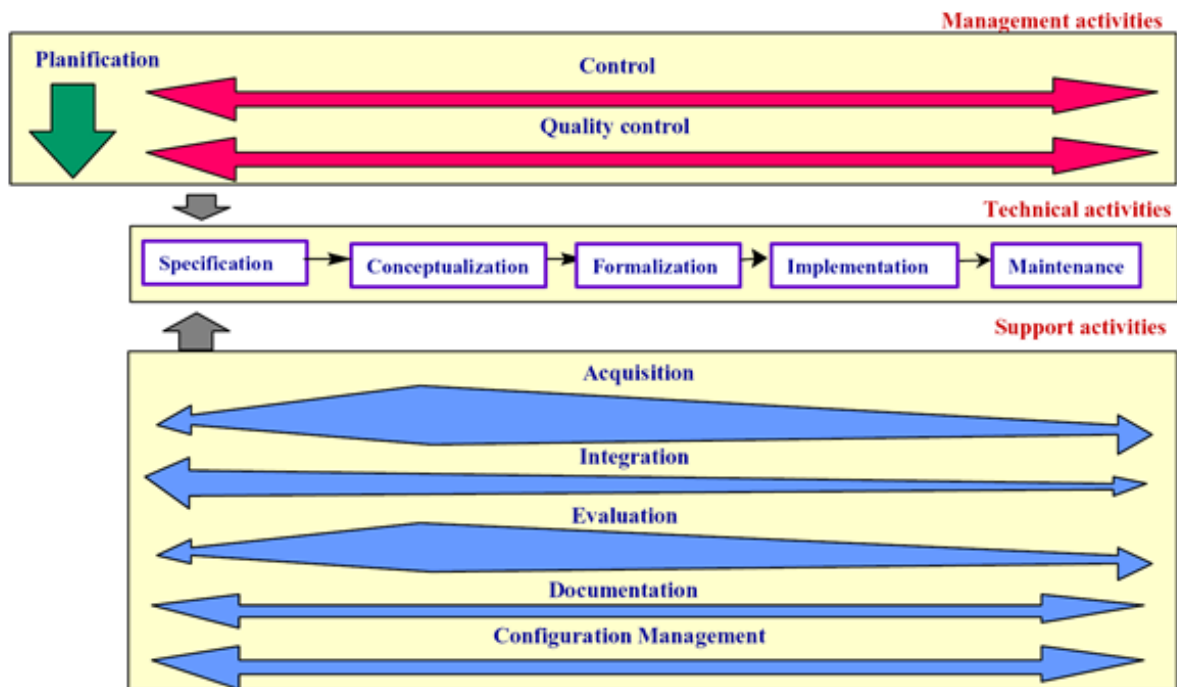 Management activities
Planification
Control
Quality control
Technical activities
Specification
Conceptualization
Formalization
Implementation
Maintenance
Support activities
Acquisition
Integration
Evaluation
Documentation
Configuration Management